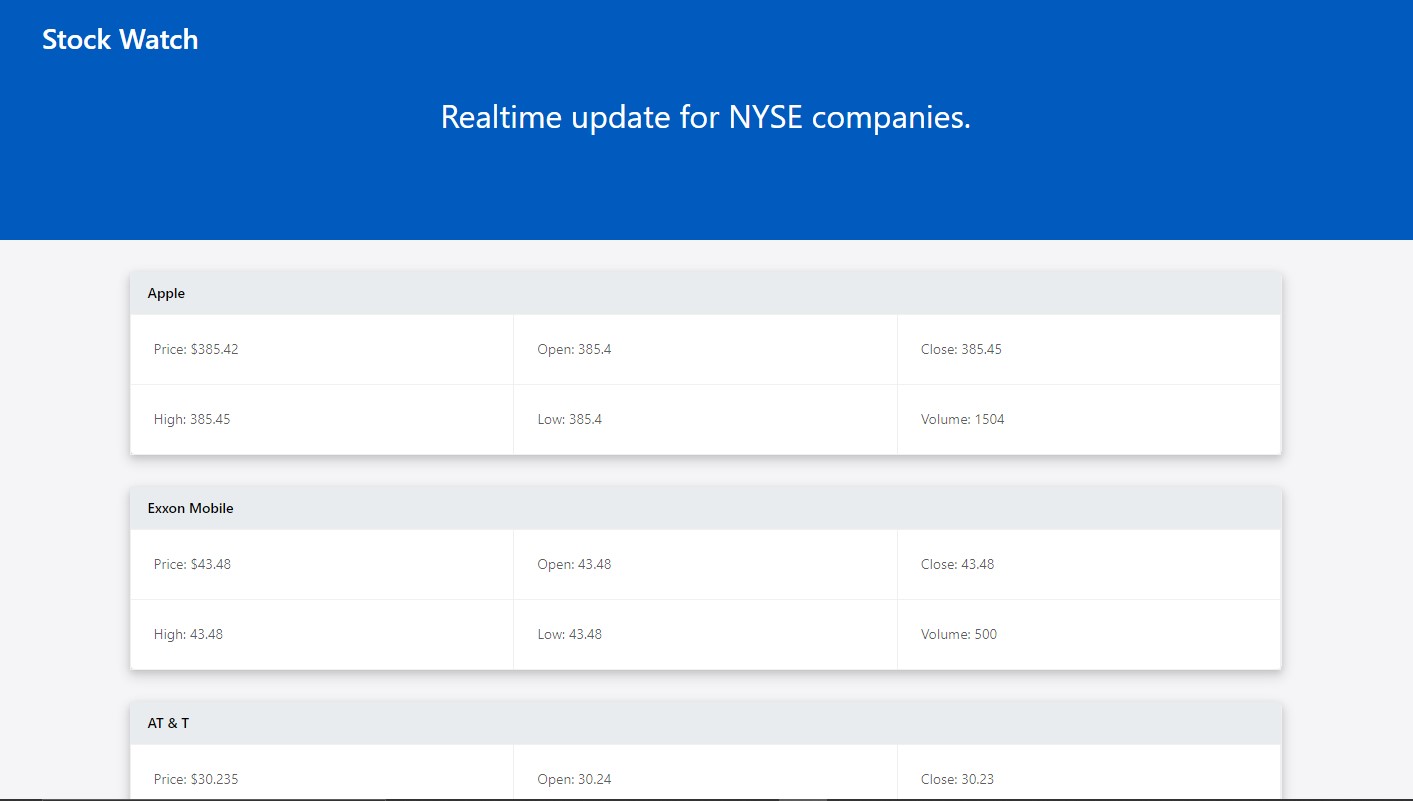 Stock Watch
Realtime update for NYSE companies.
Apple
Price: $385.42 Open: 385.4 Close: 385.45
High: 385.45 Low: 385.4 Volume: 1504
Exxon Mobile
Price: $43.48 Open: 43.48 Close: 43.48
High: 43.48 Low: 43.48 Volume: 500
AT & T
Price: $30.235 Open: 30.24 Close: 30.23